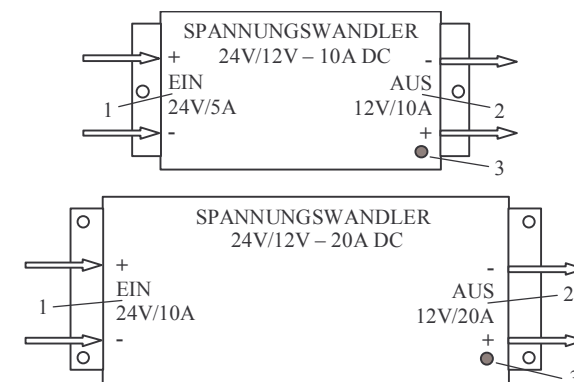 SPANNUNGSWANDLER
24V/12V – 10A DC
+
-
EIN
AUS
1
24V/5A
12V/10A
2
-
+
3
SPANNUNGSWANDLER
24V/12V – 20A DC
+
-
EIN
AUS
1
24V/10A
12V/20A
2
-
+
3